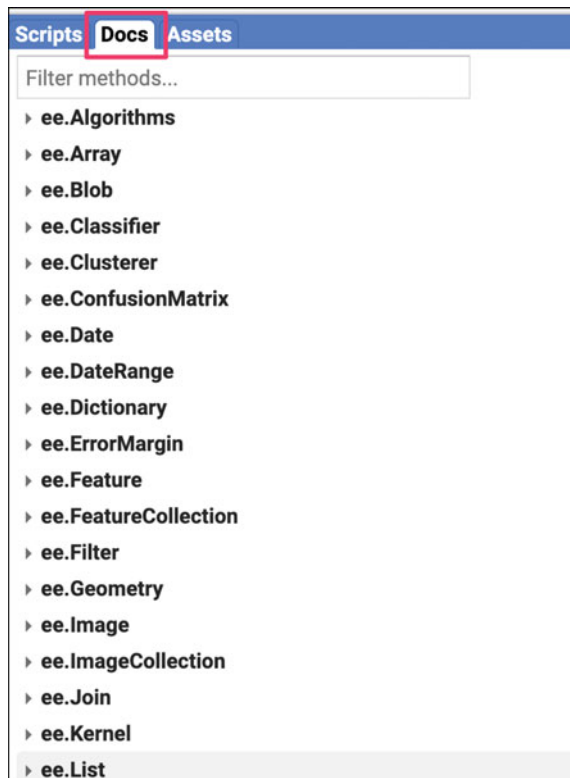 Scripts Docs Assets
Filter methods...
ee.Algorithms
ee.Array
ee.Blob
ee.Classifier
ee.Clusterer
ee.ConfusionMatrix
ee.Date
ee.DateRange
ee.Dictionary
ee.ErrorMargin
ee.Feature
ee.FeatureCollection
ee.Filter
ee.Geometry
ee.Image
ee.ImageCollection
ee.Join
ee.Kernel
ee.List